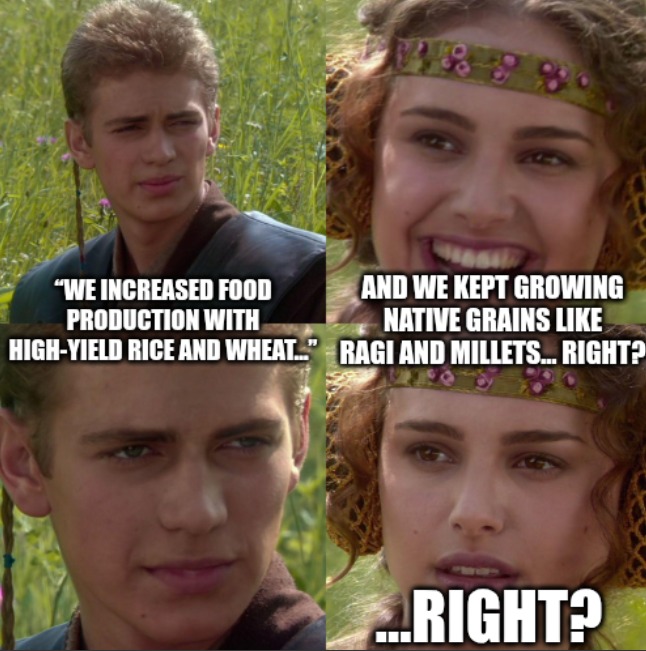 “WE INCREASED FOOD
PRODUCTION WITH
HIGH-YIELD RICE AND WHEAT...”
AND WE KEPT GROWING
NATIVE GRAINS LIKE
RAGI AND MILLETS... RIGHT?
...RIGHT?